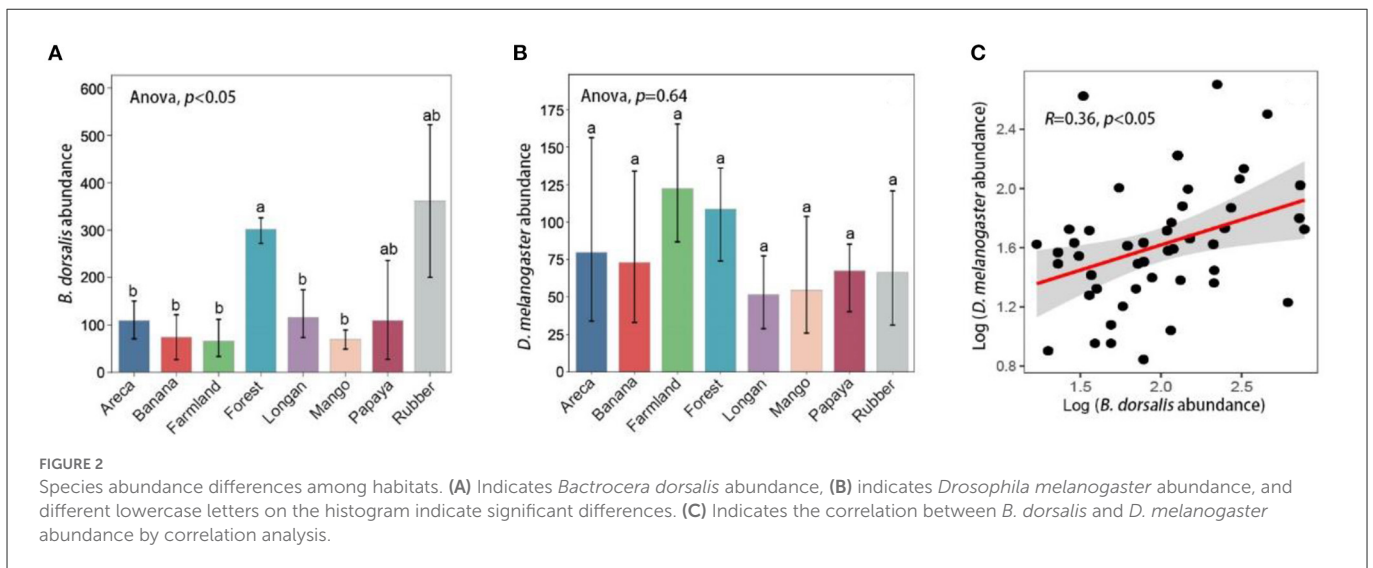 A
B
C
600
500
400
300
200
100
0
B. dorsalis abundance
Anova, p<0.05
b
b
b
a
b
b
ab
ab
Areca
Banana
Farmland
Forest
Longan
Mango
Papaya
Rubber
175
150
125
100
75
50
25
0
D. melanogaster abundance
Anova, p=0.64
a
a
a
a
a
a
a
a
Areca
Banana
Farmland
Forest
Longan
Mango
Papaya
Rubber
Log (D. melanogaster abundance)
2.4
2.0
1.6
1.2
0.8
R=0.36, p<0.05
1.5
2.0
2.5
Log (B. dorsalis abundance)
FIGURE 2
Species abundance differences among habitats. (A) Indicates Bactrocera dorsalis abundance, (B) indicates Drosophila melanogaster abundance, and
different lowercase letters on the histogram indicate significant differences. (C) Indicates the correlation between B. dorsalis and D. melanogaster
abundance by correlation analysis.